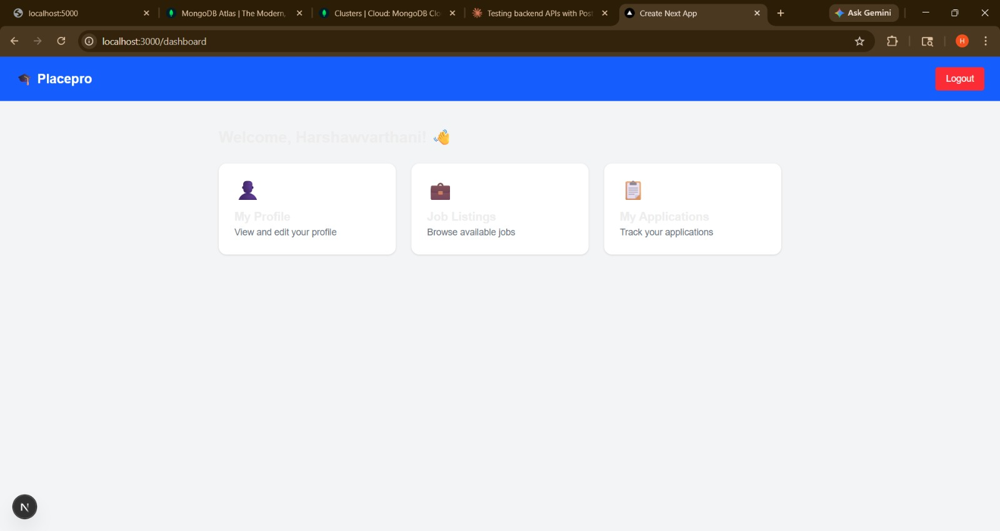 localhost:5000
MongoDB Atlas | The Modern,
Clusters | Cloud: MongoDB Clo
Testing backend APIs with Post
Create Next App
Ask Gemini
localhost:3000/dashboard
H
Placepro
Logout
Welcome, Harshawvarthani!
My Profile
View and edit your profile
Job Listings
Browse available jobs
My Applications
Track your applications
N